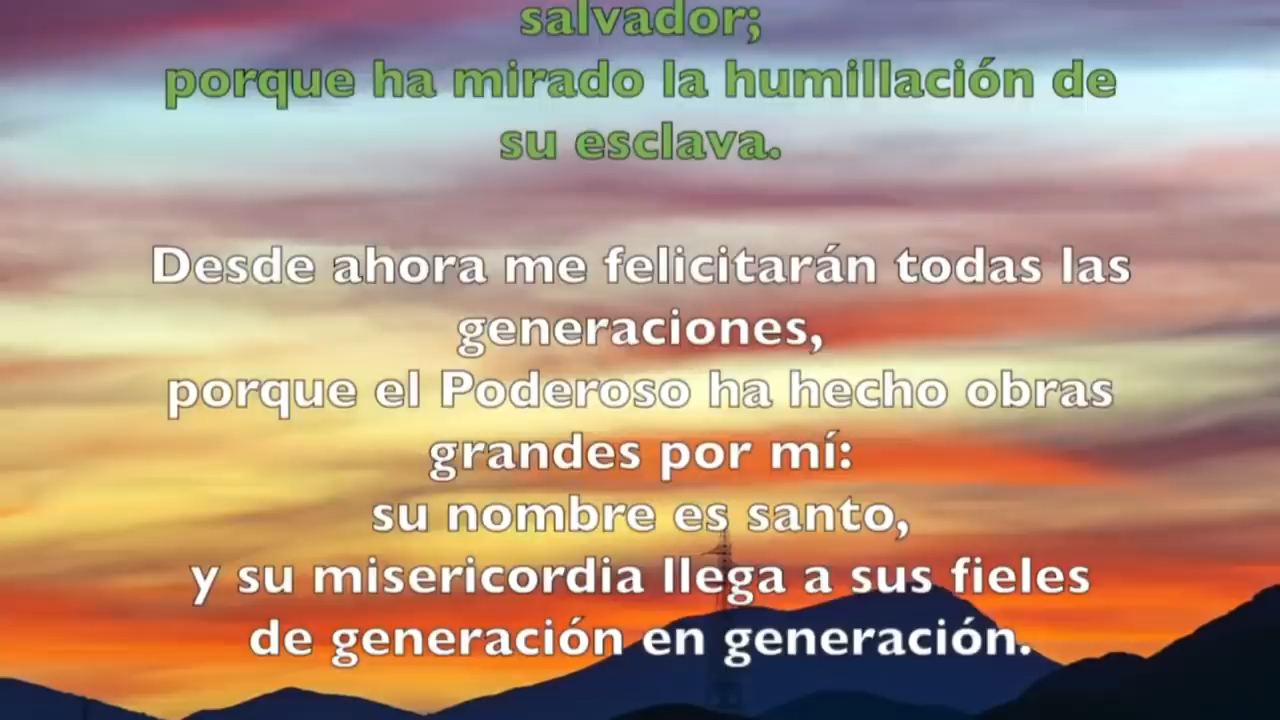 salvador;
porque ha mirado la humillación de
su esclava.
Desde ahora me felicitarán todas las
generaciones,
porque el Poderoso ha hecho obras
grandes por mí:
su nombre es santo,
y su misericordia llega a sus fieles
de generación en generación.